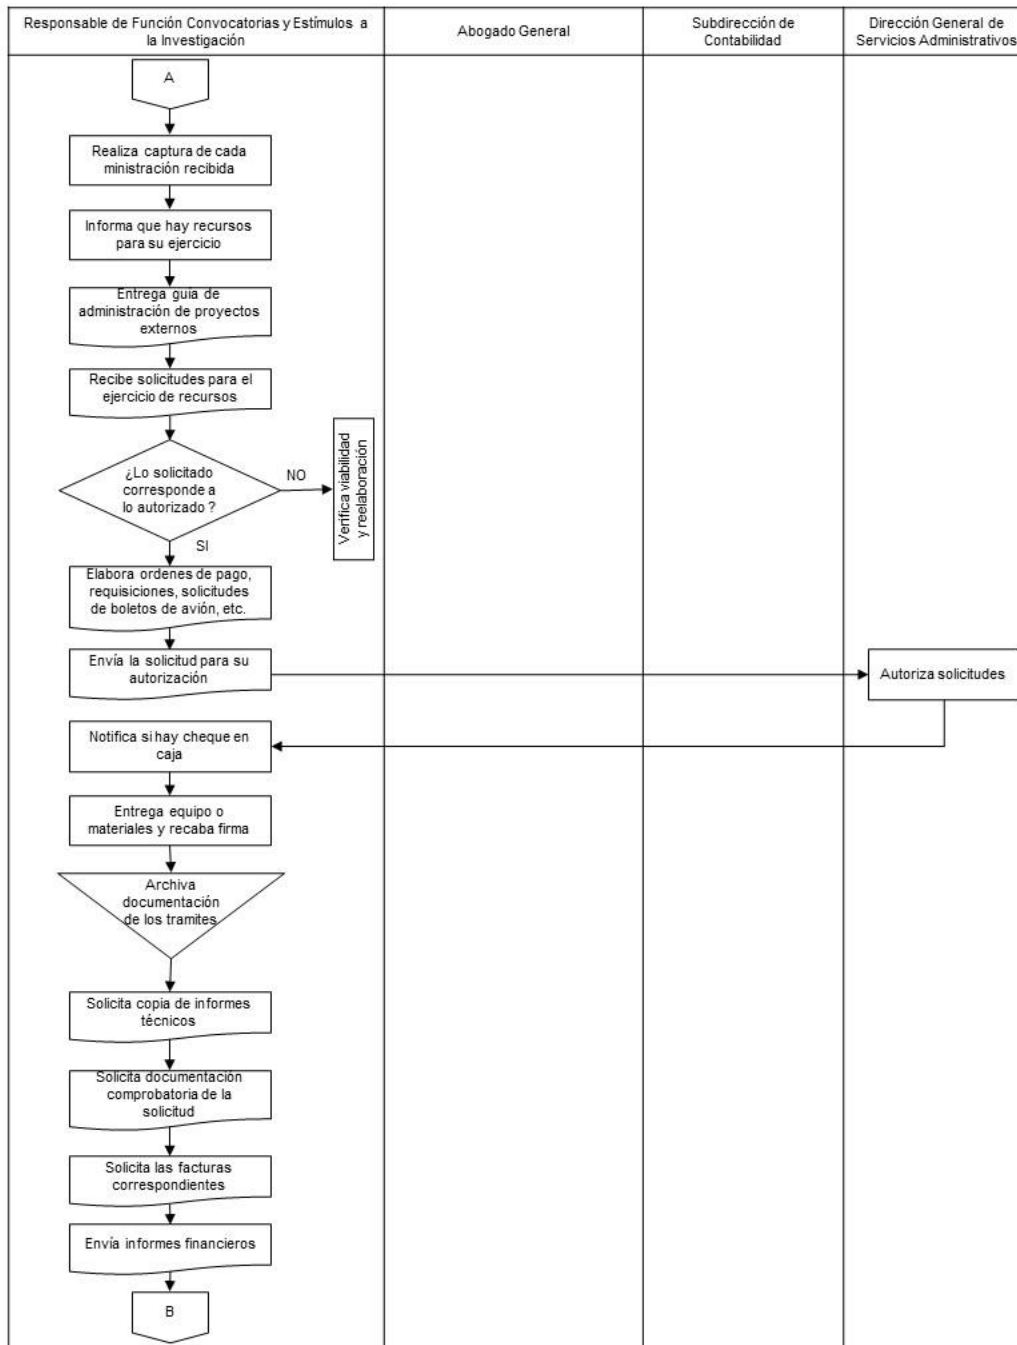 Responsable de Función Convocatorias y Estímulos a
la Investigación
Abogado General
Subdirección de
Contabilidad
Dirección General de
Servicios Administrativos
A
Realiza captura de cada
ministración recibida
Informa que hay recursos
para su ejercicio
Entrega guía de
administración de proyectos
externos
Recibe solicitudes para el
ejercicio de recursos
¿Lo solicitado
corresponde a
lo autorizado ?
NO
Verifica viabilidad
y reelaboración
SI
Elabora ordenes de pago,
requisiciones, solicitudes
de boletos de avión, etc.
Envía la solicitud para su
autorización
Autoriza solicitudes
Notifica si hay cheque en
caja
Entrega equipo o
materiales y recaba firma
Archiva
documentación
de los tramites
Solicita copia de informes
técnicos
Solicita documentación
comprobatoria de la
solicitud
Solicita las facturas
correspondientes
Envía informes financieros
B